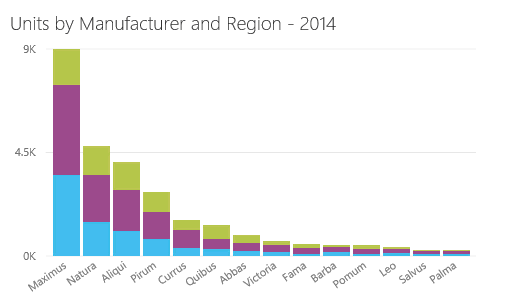 Units by Manufacturer and Region - 2014
9K
4.5K
0K
Maximus
Natura
Aliqui
Pirum
Currus
Quibus
Abbas
Victoria
Fama
Barba
Pomum
Leo
Salvus
Palma